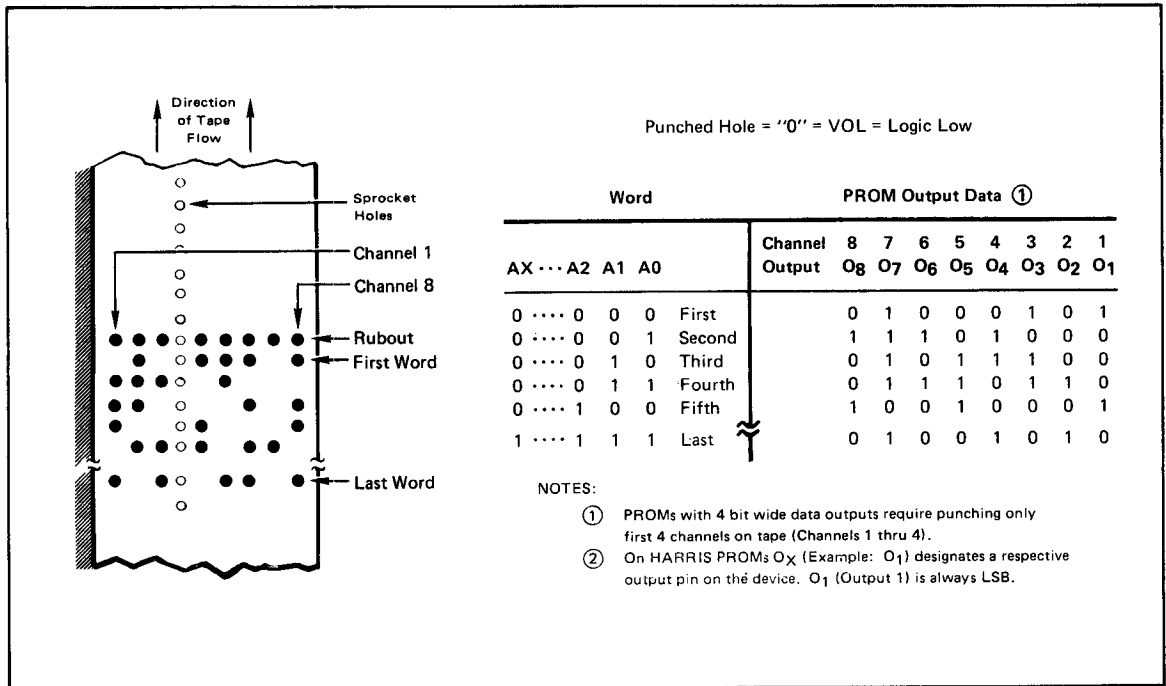 Direction
of Tape
Flow
Sprocket
Holes
Channel 1
Channel 8
Rubout
First Word
Last Word
Punched Hole = "0" = VOL = Logic Low
Word PROM Output Data ①
Channel 8 7 6 5 4 3 2 1
AX ··· A2 A1 A0 Output O8 O7 O6 O5 O4 O3 O2 O1
0 ···· 0 0 0 First 0 1 0 0 0 1 0 1
0 ···· 0 0 1 Second 1 1 1 0 1 0 0 0
0 ···· 0 1 0 Third 0 1 0 1 1 1 0 0
0 ···· 0 1 1 Fourth 0 1 1 1 0 1 1 0
0 ···· 1 0 0 Fifth 1 0 0 1 0 0 0 1
1 ···· 1 1 1 Last 0 1 0 0 1 0 1 0
NOTES:
① PROMs with 4 bit wide data outputs require punching only
first 4 channels on tape (Channels 1 thru 4).
② On HARRIS PROMs OX (Example: O1) designates a respective
output pin on the device. O1 (Output 1) is always LSB.